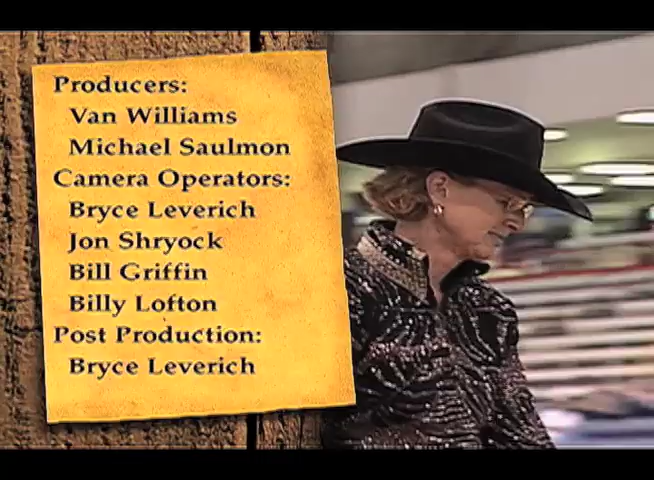 Producers:
Van Williams
Michael Saulmon
Camera Operators:
Bryce Leverich
Jon Shryock
Bill Griffin
Billy Lofton
Post Production:
Bryce Leverich